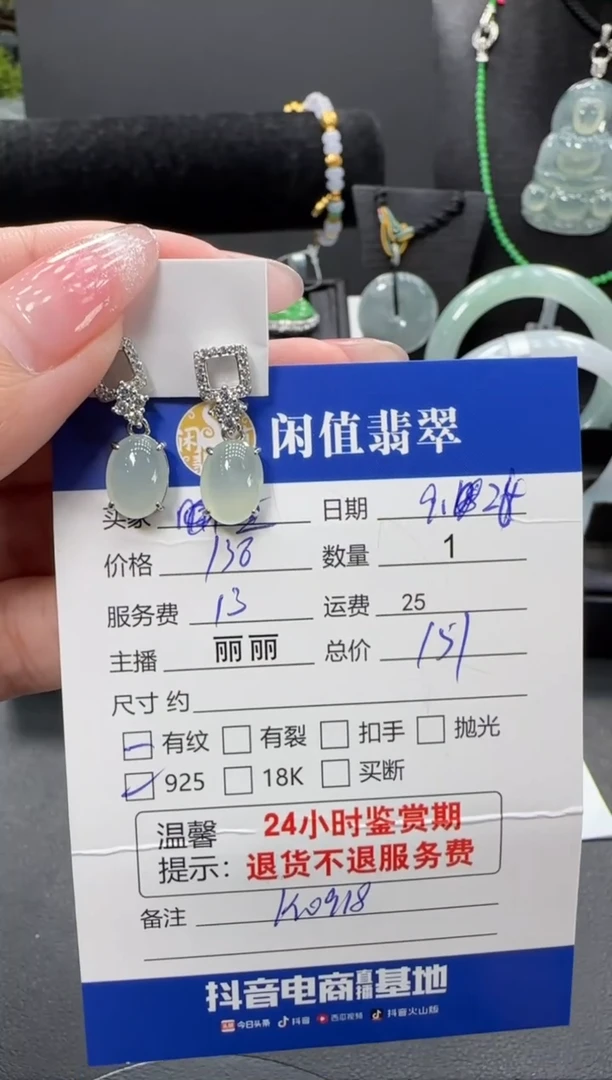 闲值翡翠
买家 日期
价格 数量 1
服务费 13 运费 25
主播 丽丽 总价 151
尺寸 约
有纹 有裂 扣手 抛光
925 18K 买断
温馨 24小时鉴赏期
提示: 退货不退服务费
备注 K0918
抖音电商直播基地
今日头条 抖音 西瓜视频 抖音火山版